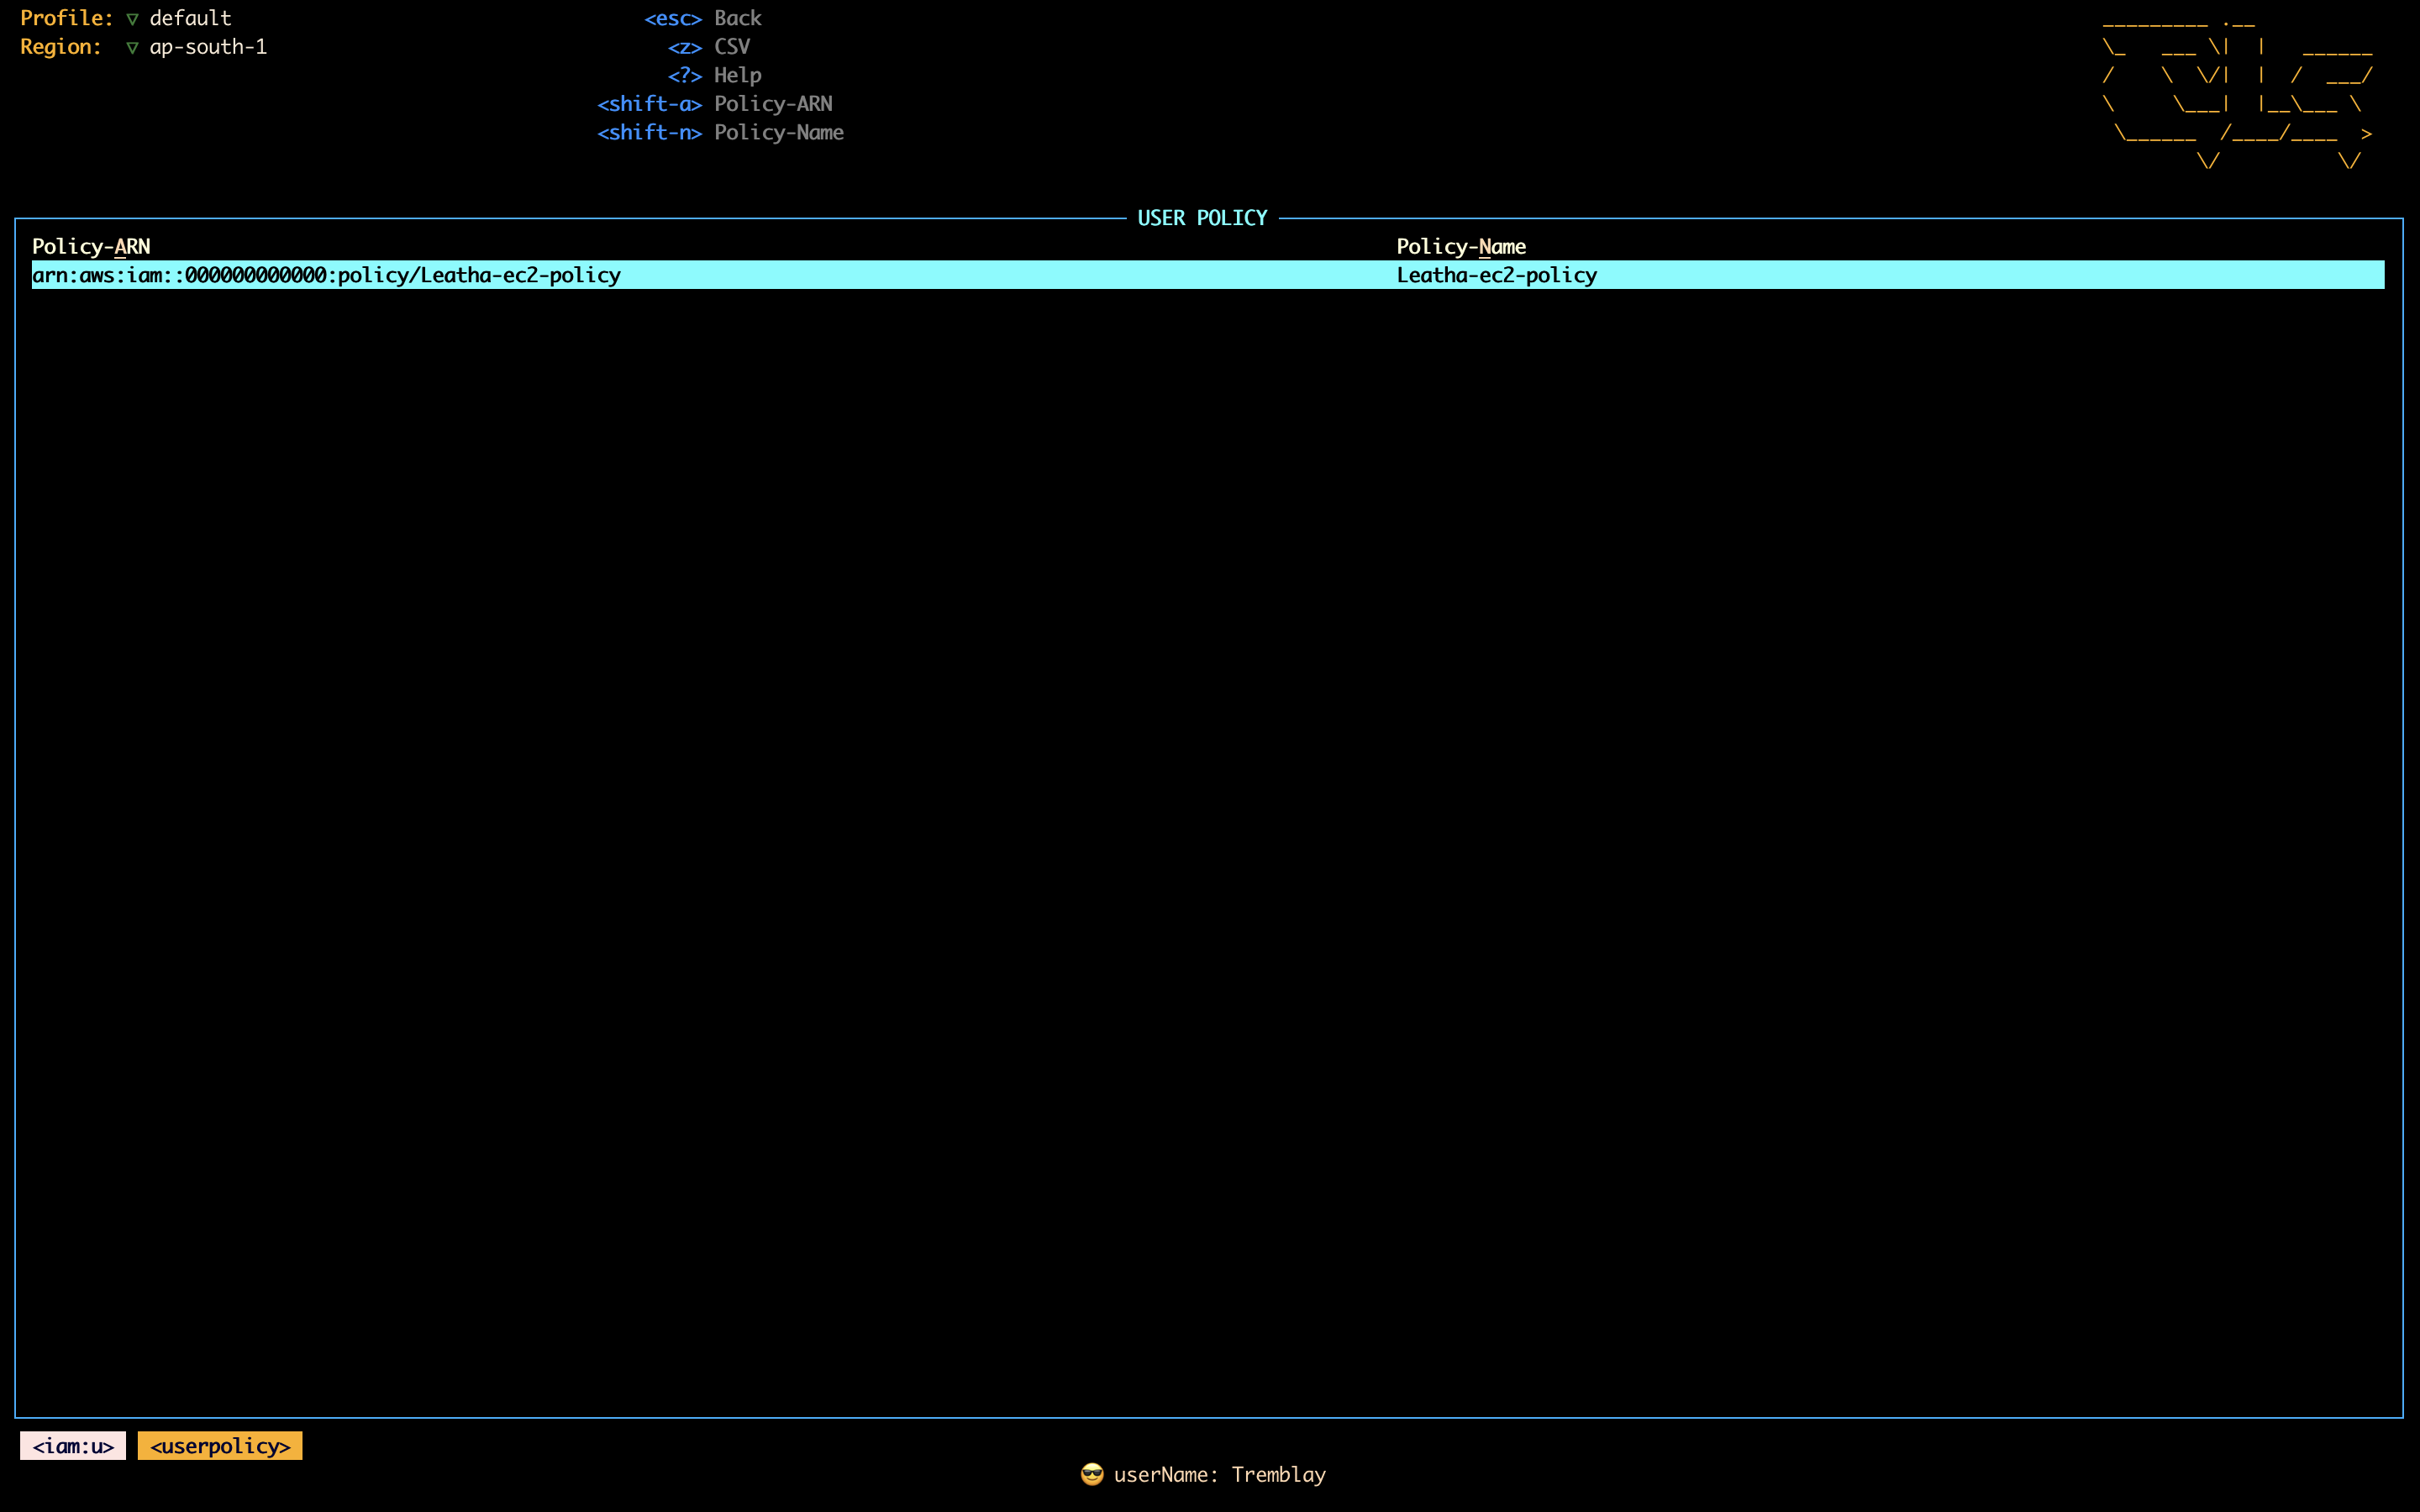 Profile: ▽ default
Region: ▽ ap-south-1
<esc> Back
<z> CSV
<?> Help
<shift-a> Policy-ARN
<shift-n> Policy-Name
USER POLICY
Policy-ARN Policy-Name
arn:aws:iam::000000000000:policy/Leatha-ec2-policy Leatha-ec2-policy
<iam:u> <userpolicy>
😎 userName: Tremblay